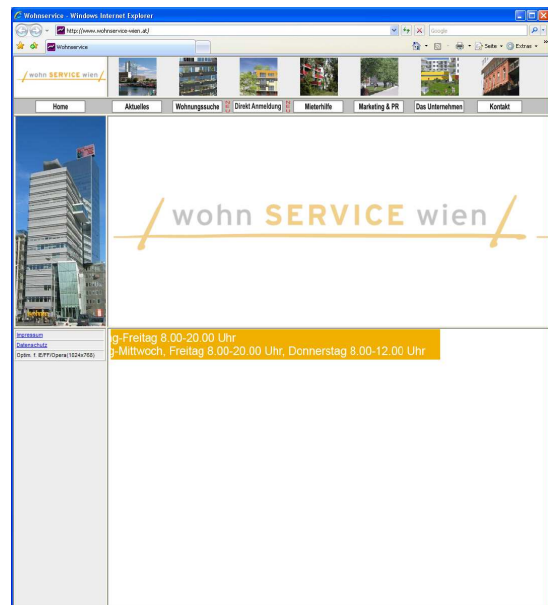 Wohnservice - Windows Internet Explorer
http://www.wohnservice-wien.at/
Google
Wohnservice
Seite
Extras
wohn SERVICE wien
Home
Aktuelles
Wohnungssuche
NEU
Direkt Anmeldung
NEU
Mieterhilfe
Marketing & PR
Das Unternehmen
Kontakt
wohn SERVICE wien
Impressum
Datenschutz
Optim. f. IE/FF/Opera(1024x768)
g-Freitag 8.00-20.00 Uhr
g-Mittwoch, Freitag 8.00-20.00 Uhr, Donnerstag 8.00-12.00 Uhr